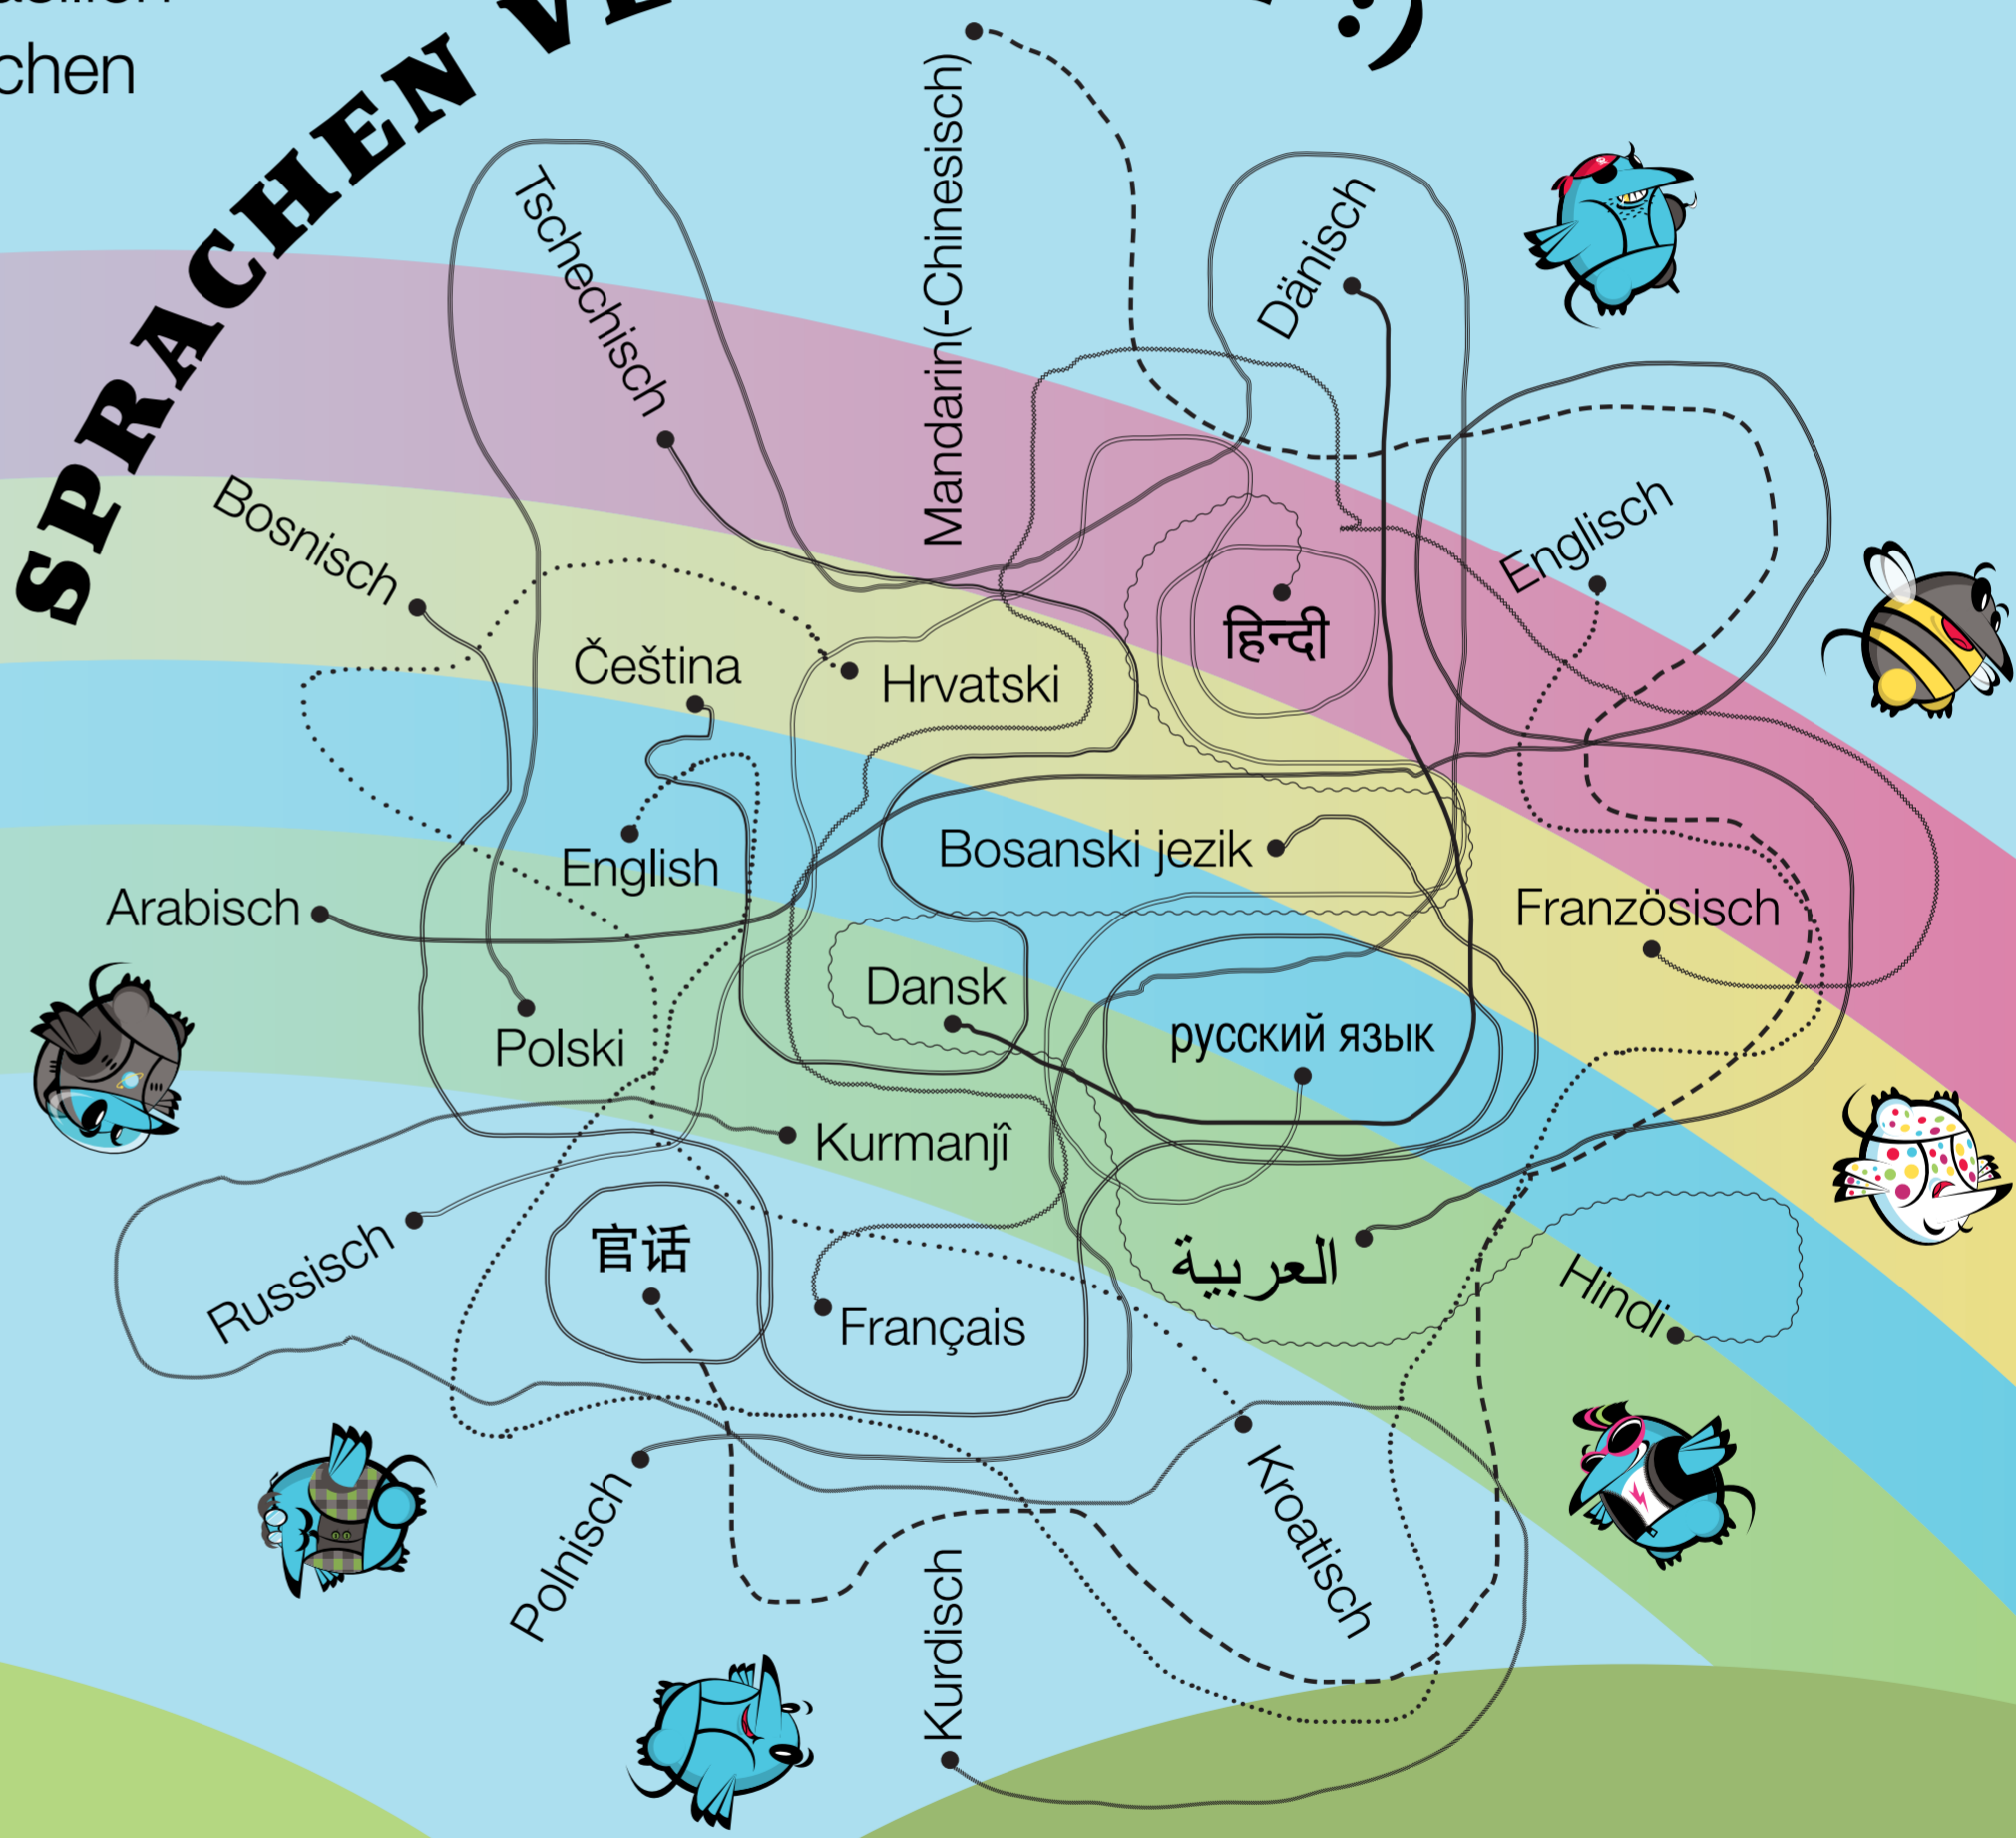 chen
SPRACHEN
:)
Mandarin(-Chinesisch)
Tschechisch
Dänisch
Bosnisch
Englisch
Čeština
Hrvatski
हिन्दी
English
Bosanski jezik
Arabisch
Französisch
Dansk
Polski
русский язык
Kurmanjî
官话
Russisch
العربية
Hindi
Français
Polnisch
Kroatisch
Kurdisch